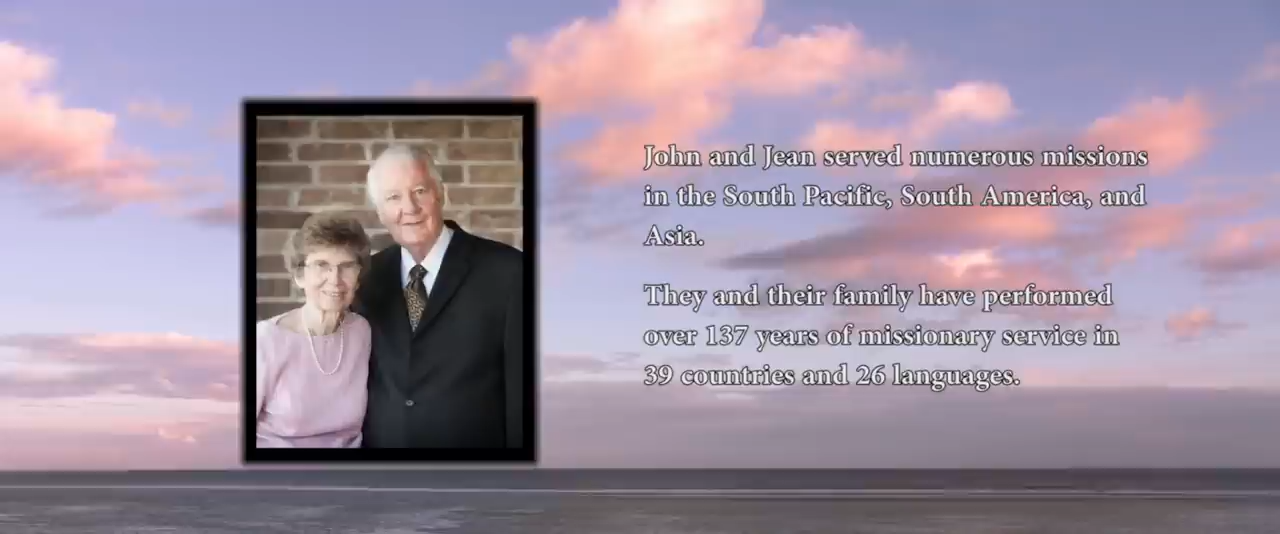 John and Jean served numerous missions
in the South Pacific, South America, and
Asia.
They and their family have performed
over 137 years of missionary service in
39 countries and 26 languages.